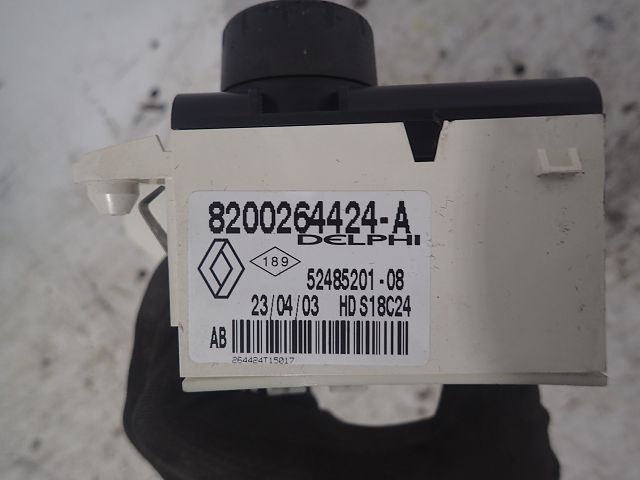 8200264424-A
DELPHI
189
52485201-08
23/04/03 HD S18C24
AB
264424T15017